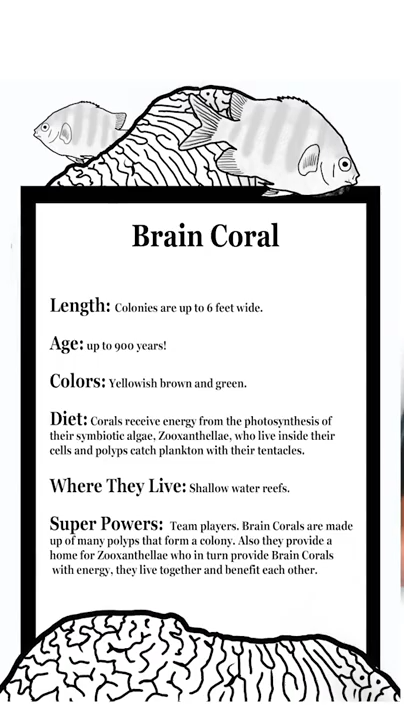 Brain Coral
Length: Colonies are up to 6 feet wide.
Age: up to 900 years!
Colors: Yellowish brown and green.
Diet: Corals receive energy from the photosynthesis of
their symbiotic algae, Zooxanthellae, who live inside their
cells and polyps catch plankton with their tentacles.
Where They Live: Shallow water reefs.
Super Powers: Team players. Brain Corals are made
up of many polyps that form a colony. Also they provide a
home for Zooxanthellae who in turn provide Brain Corals
with energy, they live together and benefit each other.